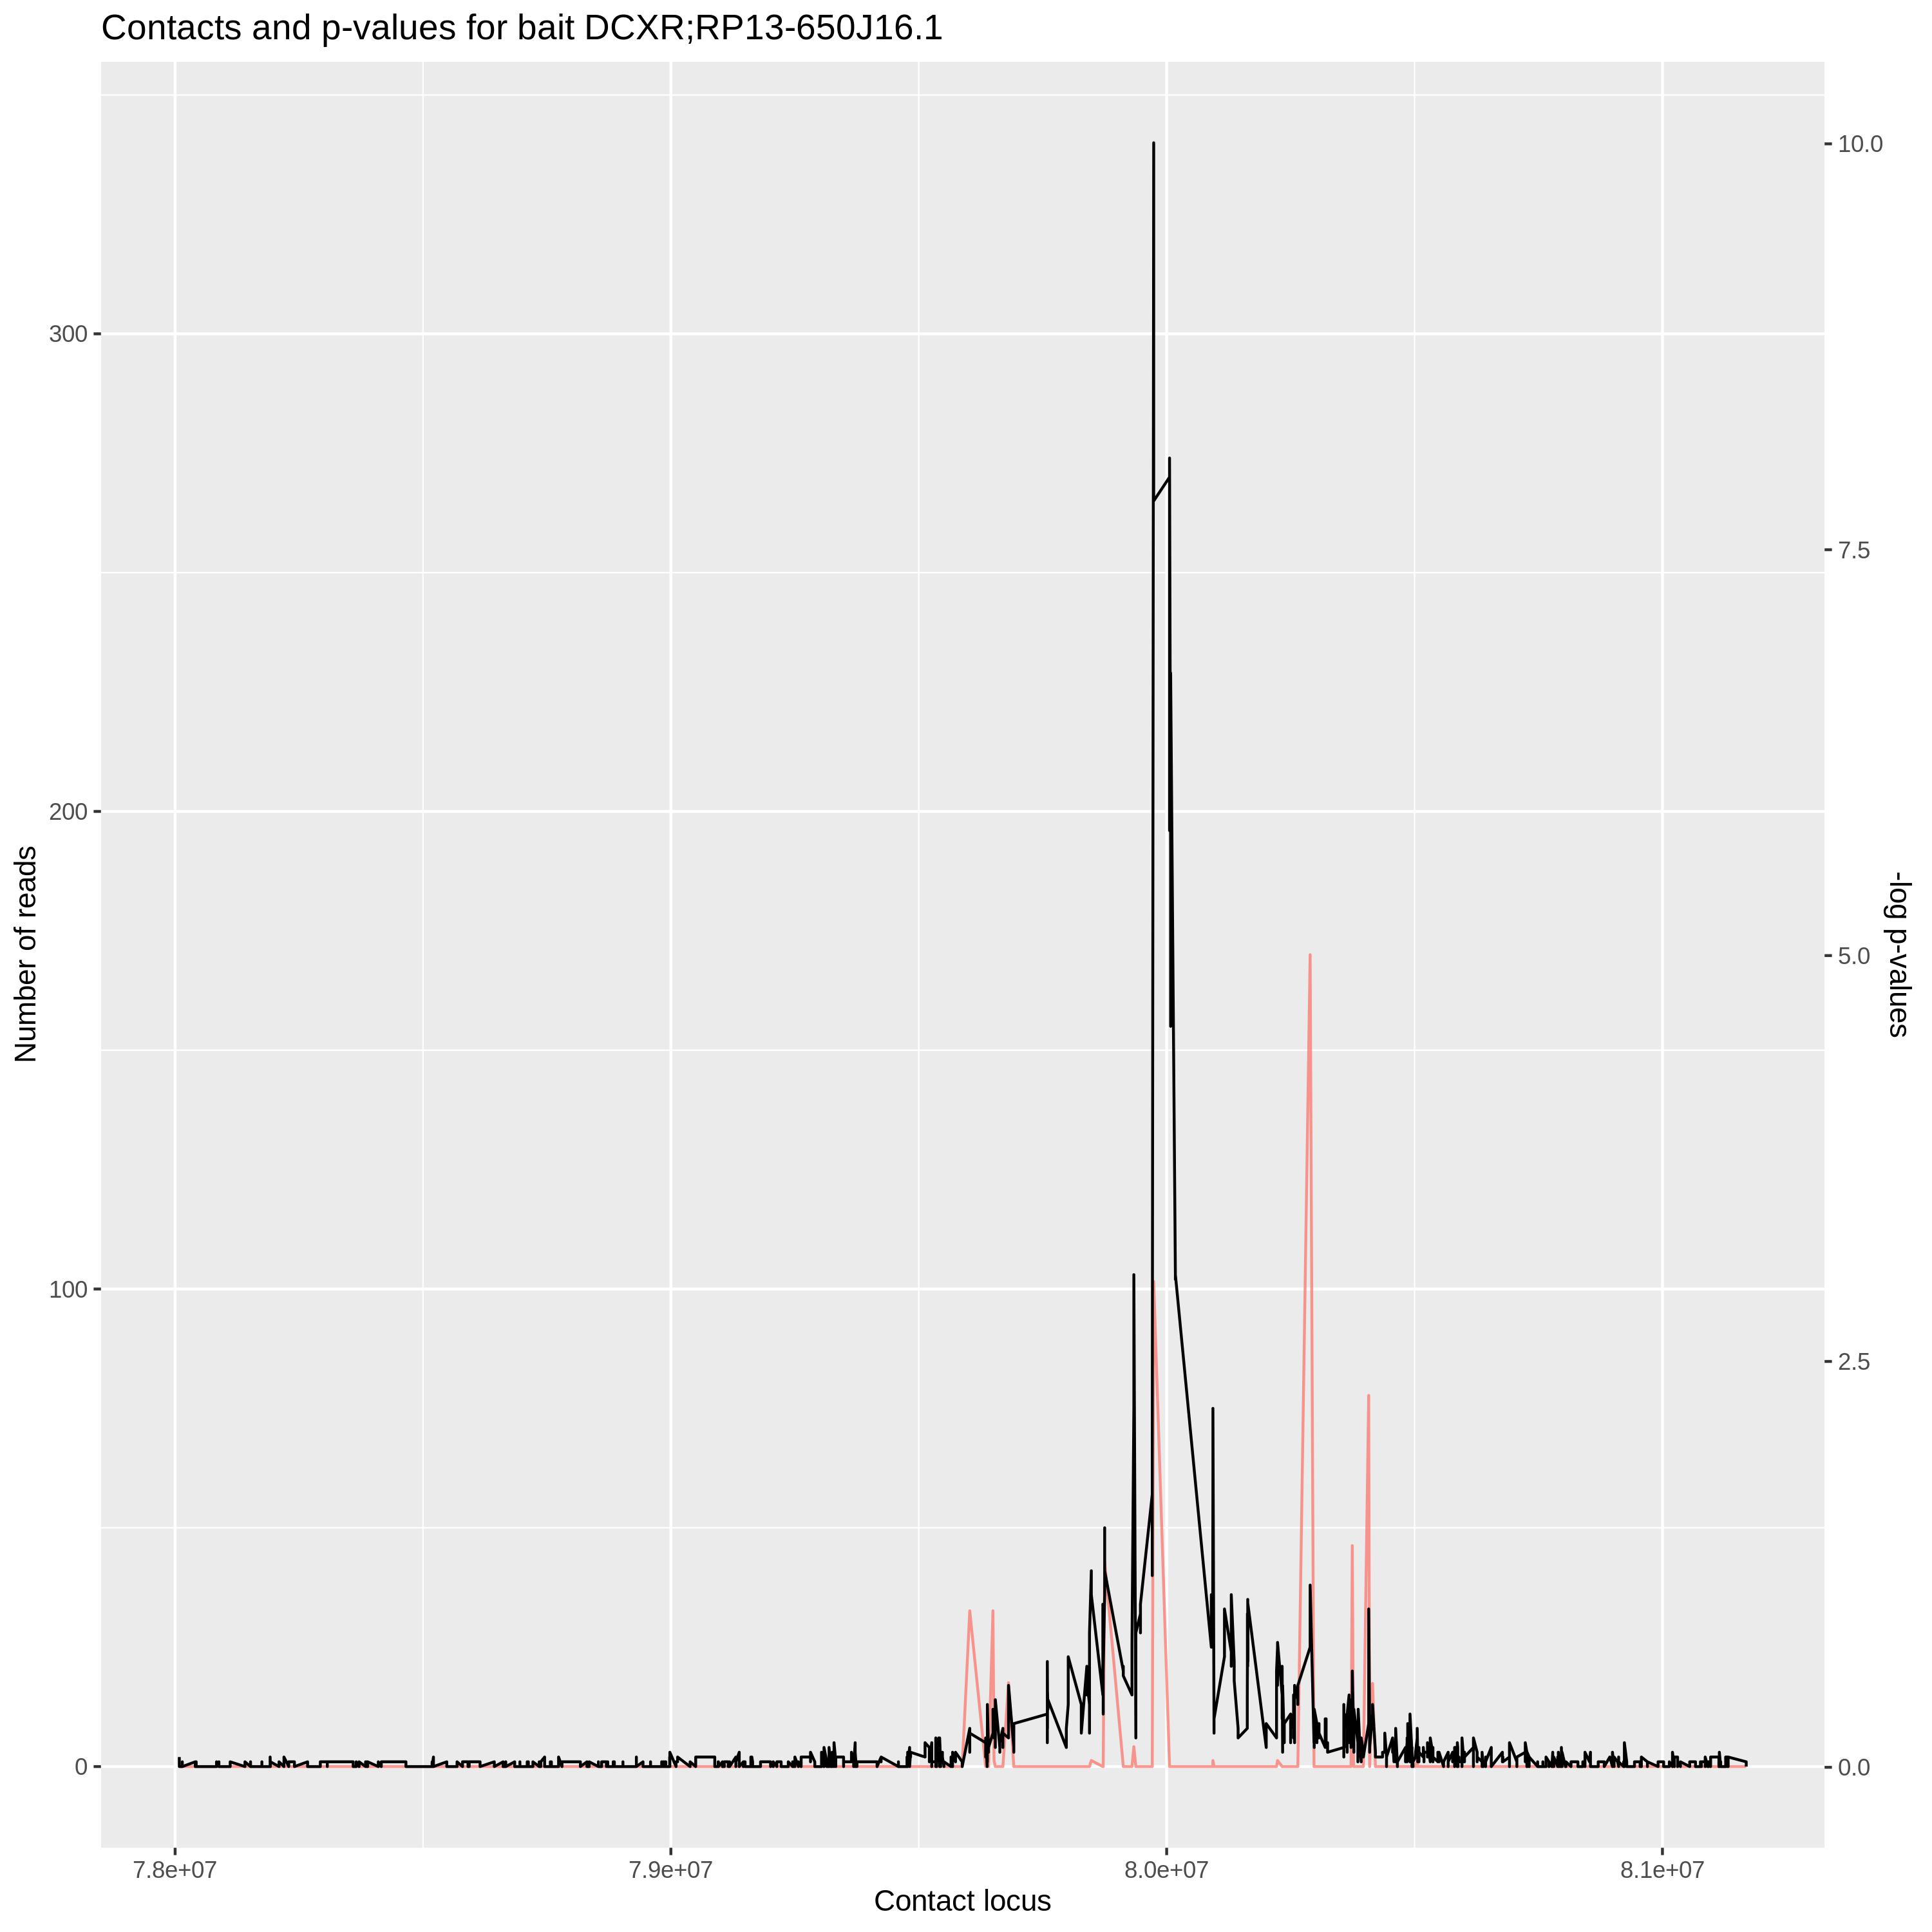 Contacts and p-values for bait DCXR;RP13-650J16.1
300
200
100
0
Number of reads
10.0
7.5
5.0
2.5
0.0
-log p-values
7.8e+07
7.9e+07
8.0e+07
8.1e+07
Contact locus